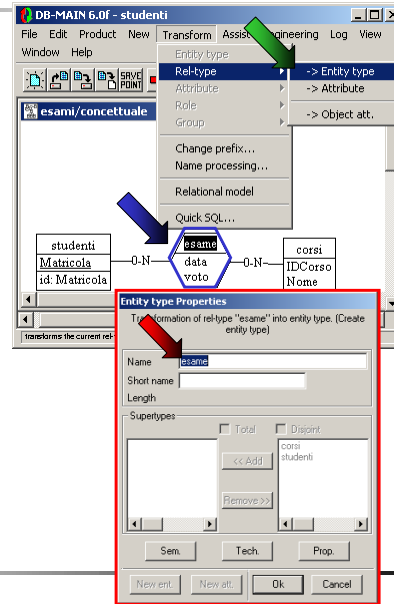 DB-MAIN 6.0f - studenti
File Edit Product New Transform Assist Engineering Log View
Window Help
Entity type
Rel-type
Attribute
Role
Group
Change prefix...
Name processing...
Relational model
Quick SQL...
-> Entity type
-> Attribute
-> Object att.
SAVE
POINT
esami/concettuale
studenti
Matricola
id: Matricola
0-N
esame
data
voto
0-N
corsi
IDCorso
Nome
transforms the current rel-
Entity type Properties
Transformation of rel-type "esame" into entity type. (Create
entity type)
Name esame
Short name
Length
Supertypes
Total Disjoint
corsi
studenti
<< Add
Remove >>
Sem. Tech. Prop.
New ent. New att. Ok Cancel